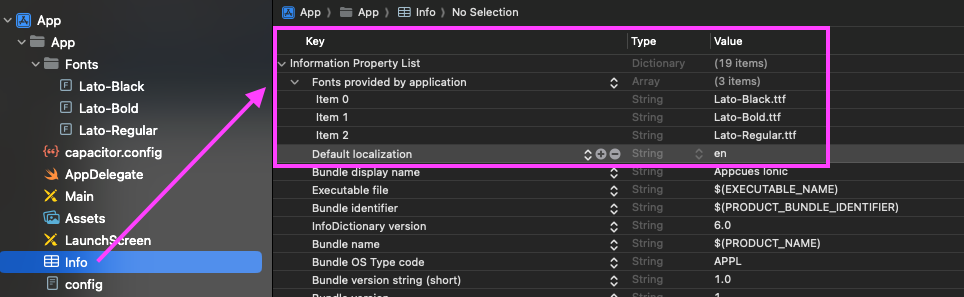 App
App
Fonts
Lato-Black
Lato-Bold
Lato-Regular
capacitor.config
AppDelegate
Main
Assets
LaunchScreen
Info
config
App App Info No Selection
Key Type Value
Information Property List Dictionary (19 items)
Fonts provided by application Array (3 items)
Item 0 String Lato-Black.ttf
Item 1 String Lato-Bold.ttf
Item 2 String Lato-Regular.ttf
Default localization String en
Bundle display name String Appcues Ionic
Executable file String $(EXECUTABLE_NAME)
Bundle identifier String $(PRODUCT_BUNDLE_IDENTIFIER)
InfoDictionary version String 6.0
Bundle name String $(PRODUCT_NAME)
Bundle OS Type code String APPL
Bundle version string (short) String 1.0